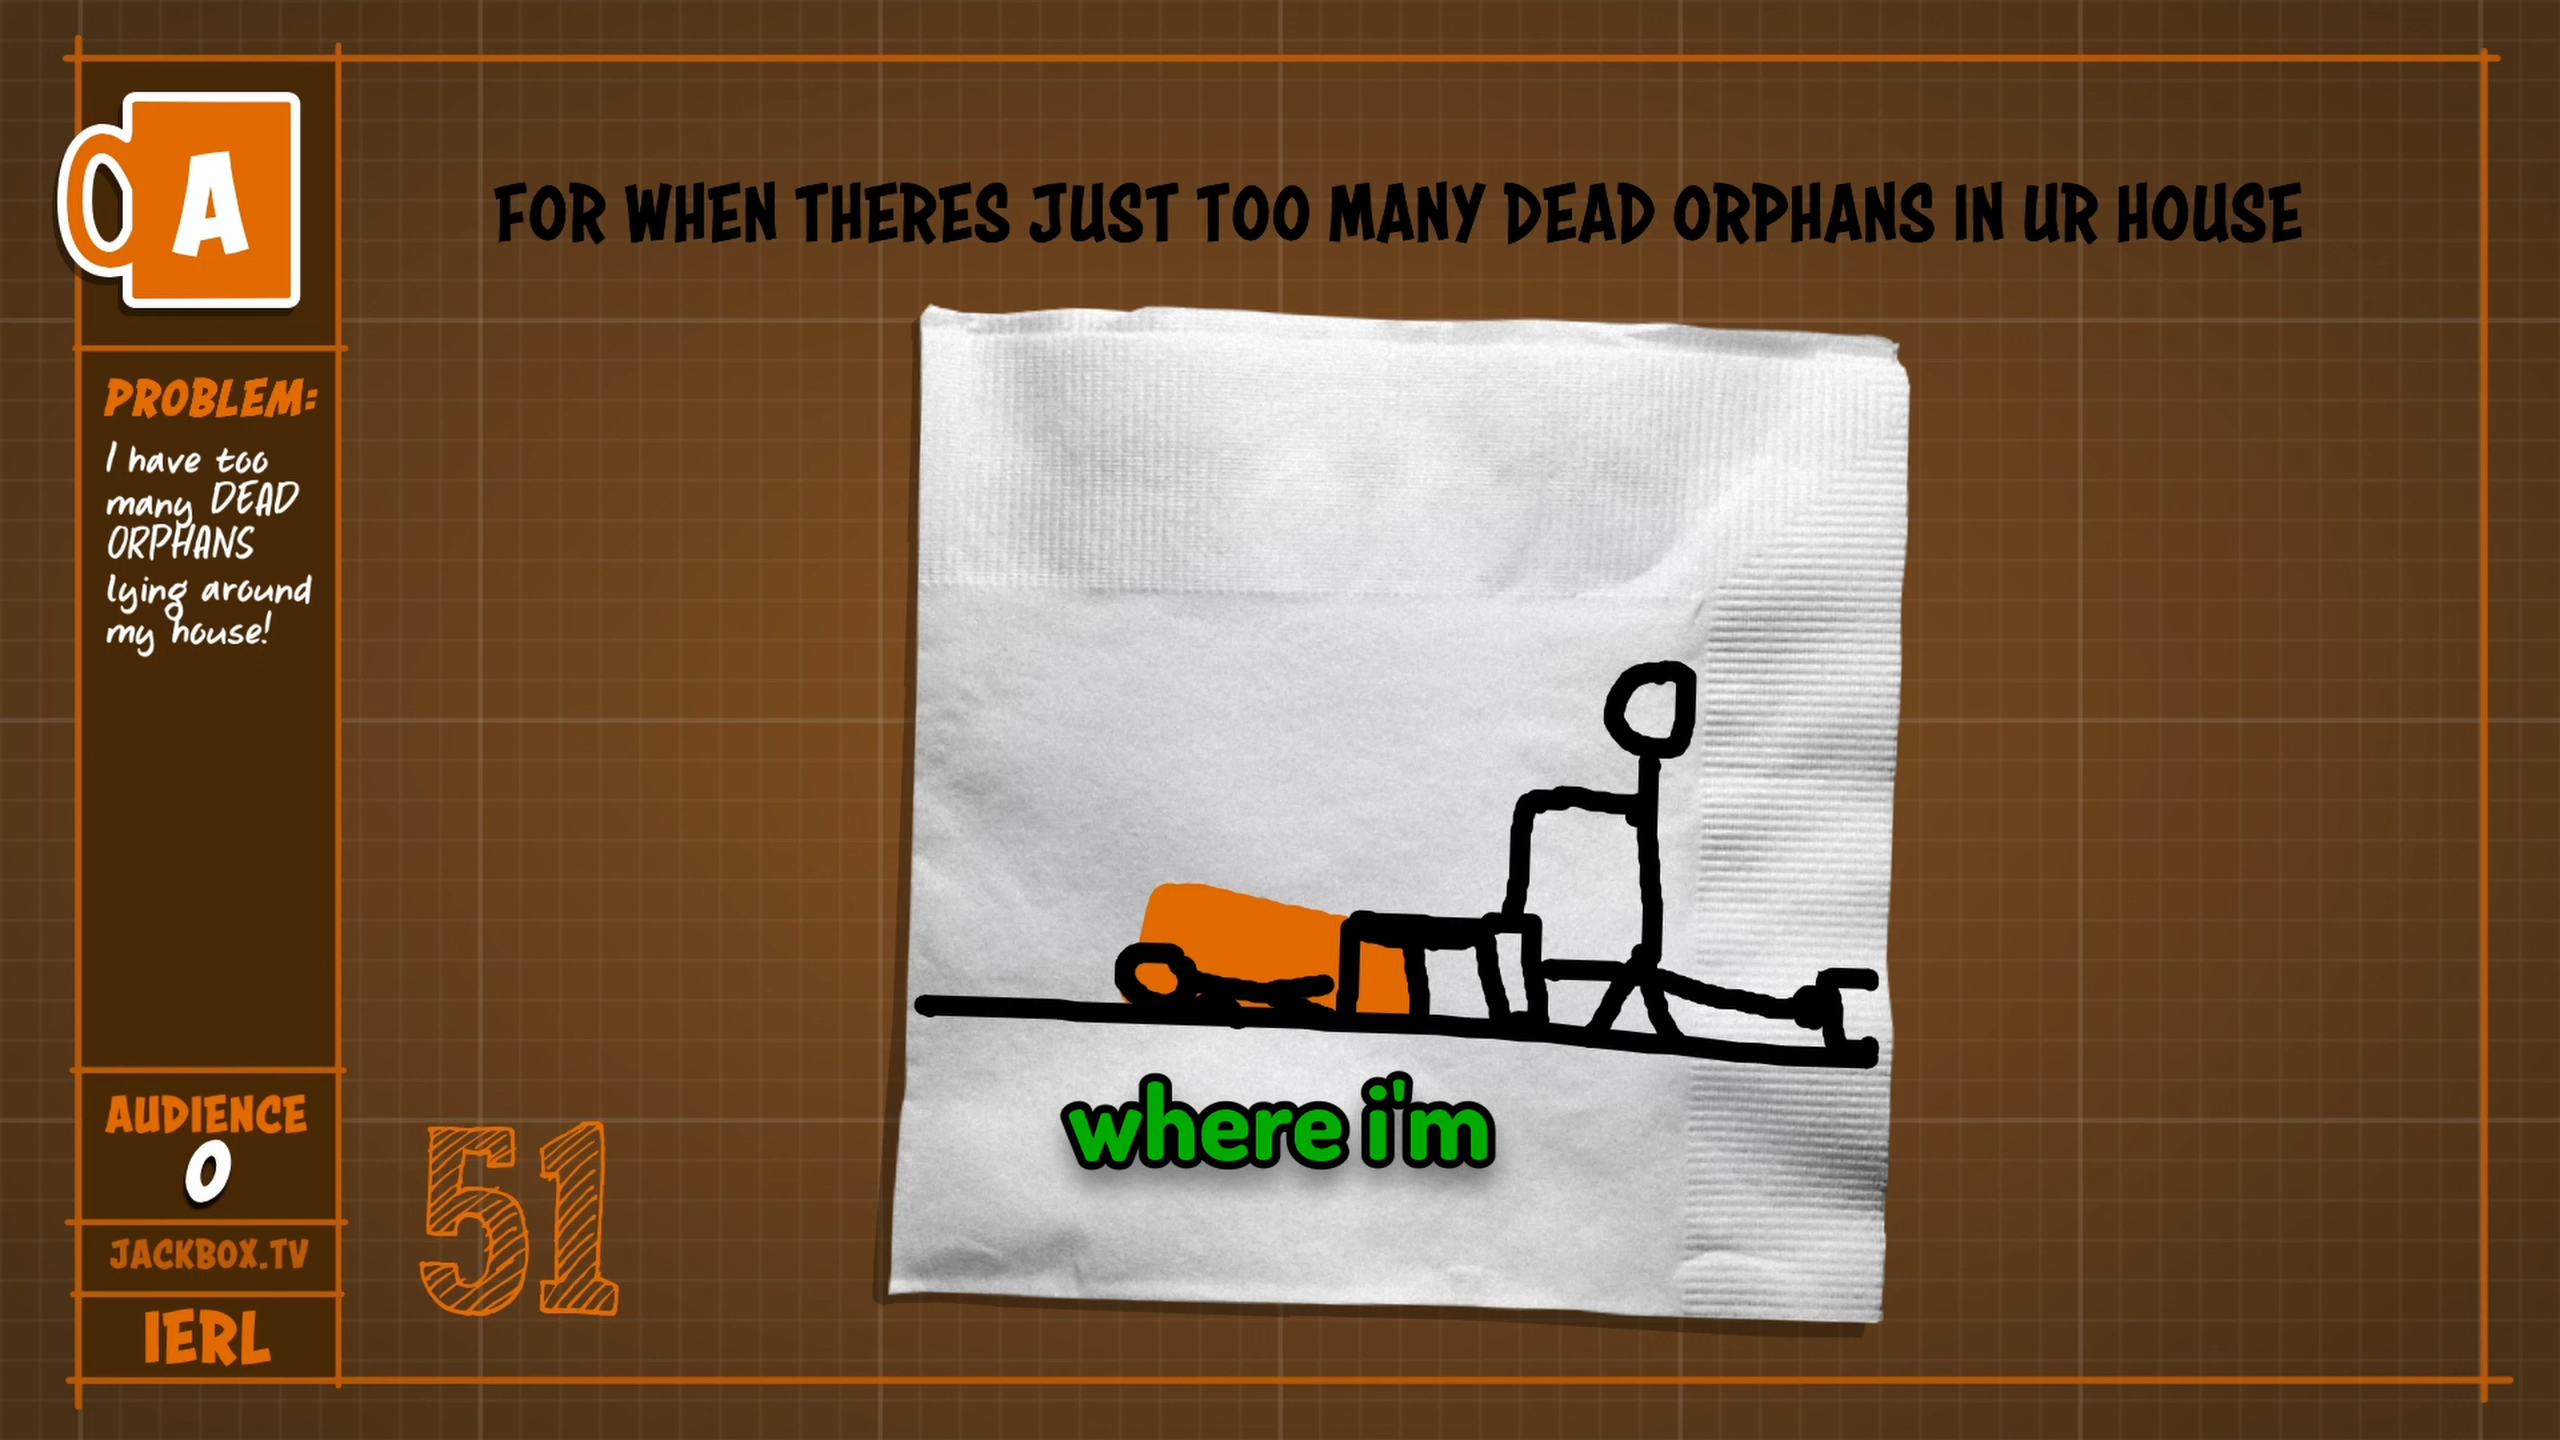 A
FOR WHEN THERES JUST TOO MANY DEAD ORPHANS IN UR HOUSE
PROBLEM:
I have too
many DEAD
ORPHANS
lying around
my house!
where i'm
AUDIENCE
0
JACKBOX.TV
IERL
51